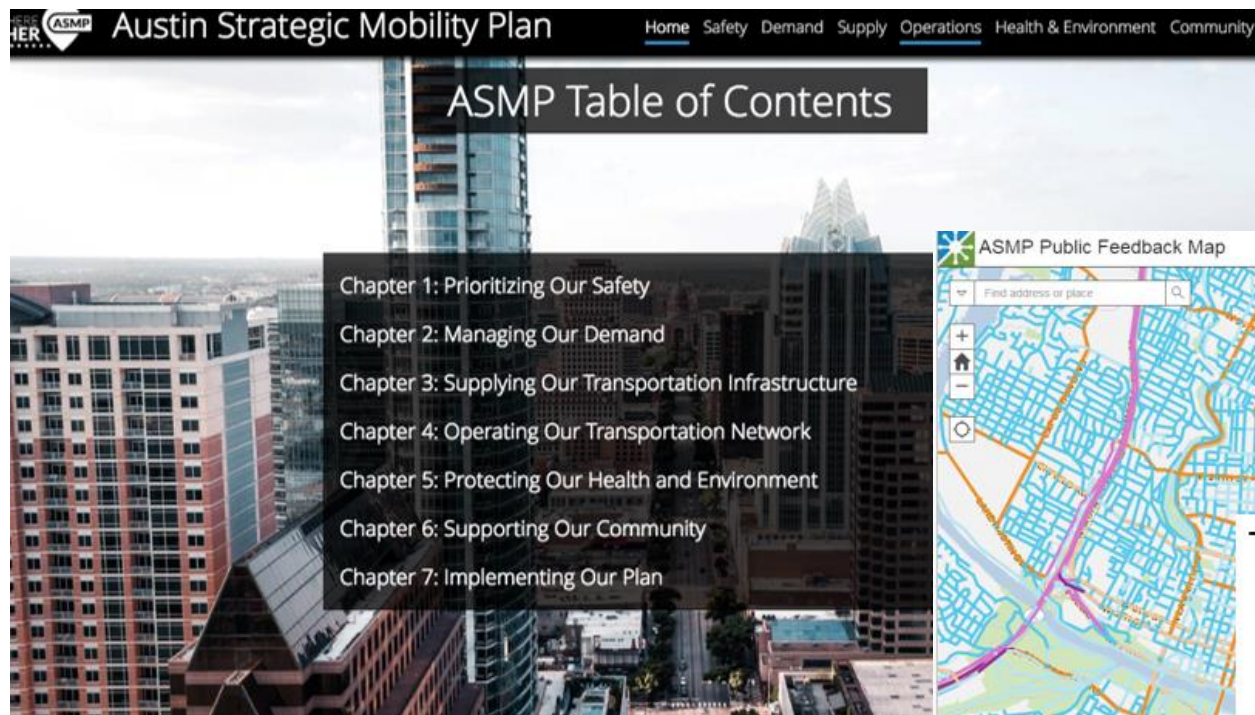 HERE
HER
ASMP
Austin Strategic Mobility Plan
Home Safety Demand Supply Operations Health & Environment Community
ASMP Table of Contents
Chapter 1: Prioritizing Our Safety
Chapter 2: Managing Our Demand
Chapter 3: Supplying Our Transportation Infrastructure
Chapter 4: Operating Our Transportation Network
Chapter 5: Protecting Our Health and Environment
Chapter 6: Supporting Our Community
Chapter 7: Implementing Our Plan
ASMP Public Feedback Map
Find address or place